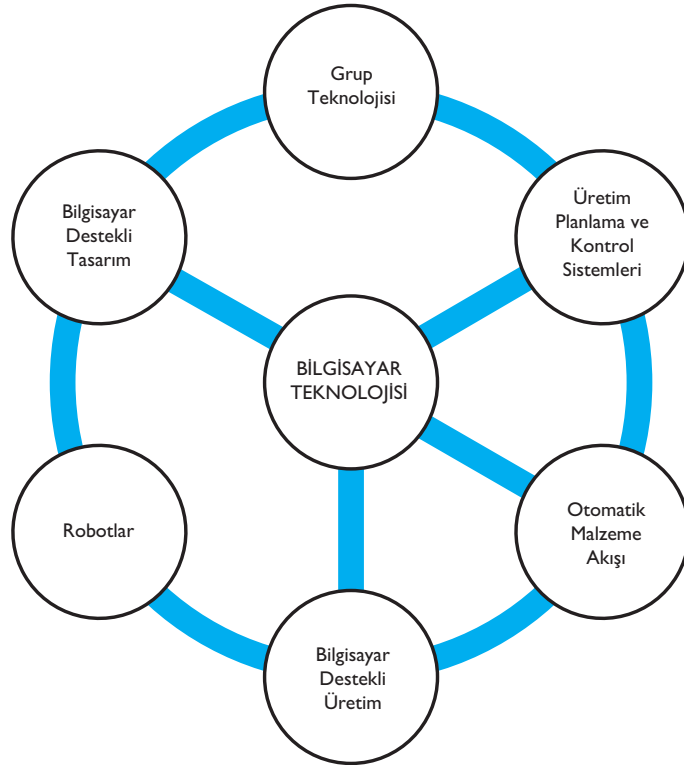 Grup
Teknolojisi
Bilgisayar
Destekli
Tasarım
Üretim
Planlama ve
Kontrol
Sistemleri
BİLGİSAYAR
TEKNOLOJİSİ
Robotlar
Otomatik
Malzeme
Akışı
Bilgisayar
Destekli
Üretim